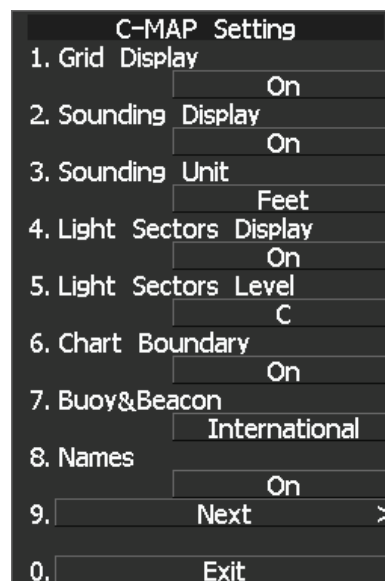 C-MAP Setting
1. Grid Display
On
2. Sounding Display
On
3. Sounding Unit
Feet
4. Light Sectors Display
On
5. Light Sectors Level
C
6. Chart Boundary
On
7. Buoy&Beacon
International
8. Names
On
9. Next >
0. Exit